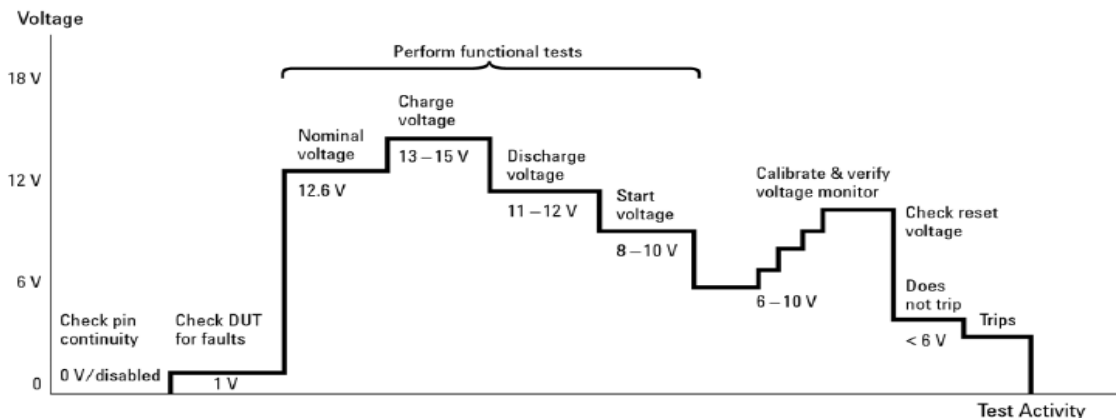 Voltage
Perform functional tests
18 V
Charge
voltage
Nominal
voltage
13 – 15 V
Discharge
voltage
Calibrate & verify
voltage monitor
12 V
12.6 V
Start
voltage
11 – 12 V
Check reset
voltage
8 – 10 V
6 V
Does
not trip
6 – 10 V
Check pin
continuity
Check DUT
for faults
Trips
< 6 V
0 V/disabled
0
1 V
Test Activity